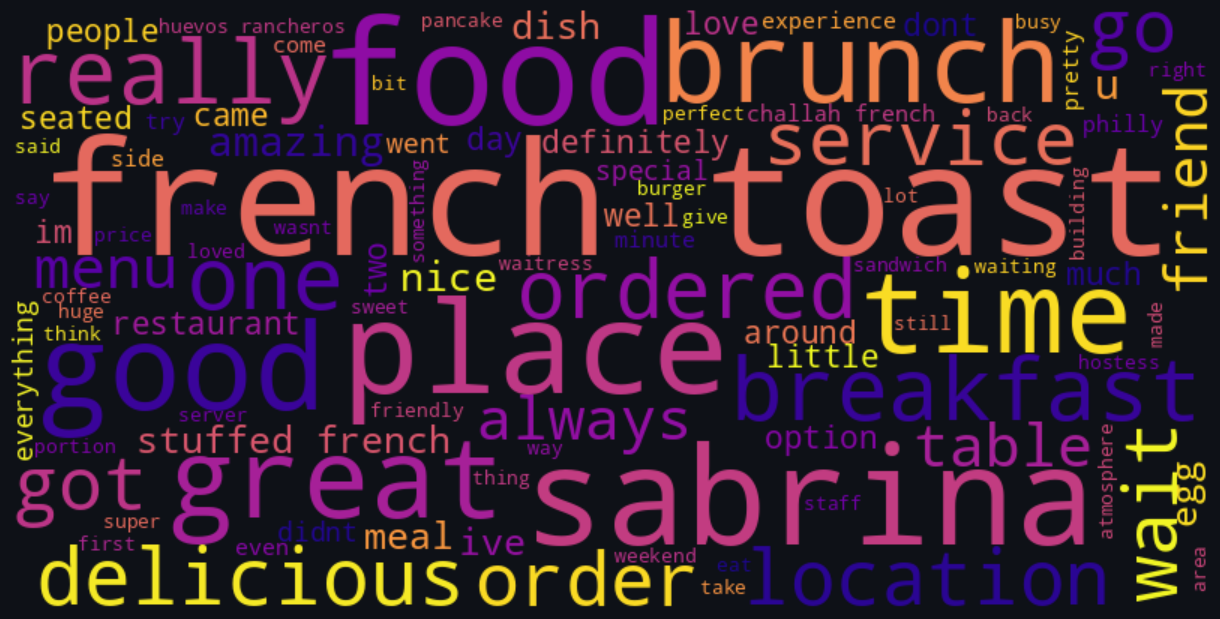 people
huevos rancheros
pancake
dish
love
experience
dont
busy
go
really
come
food
bit
brunch
pretty
u
right
seated
try
came
perfect
challah french
back
philly
friend
said
side
amazing
went
day
definitely
service
special
burger
french toast
say
make
something
lot
building
im
price
wasnt
well
give
minute
loved
two
menu
one
nice
waitress
ordered
sandwich
waiting
much
coffee
huge
think
restaurant
sweet
place
around
time
still
made
everything
good
little
breakfast
hostess
server
friendly
always
portion
stuffed french
way
option
table
atmosphere
wait
egg
got
great
thing
sabrina
staff
super
first
didnt
even
meal
ive
weekend
delicious
order
eat
take
location
area